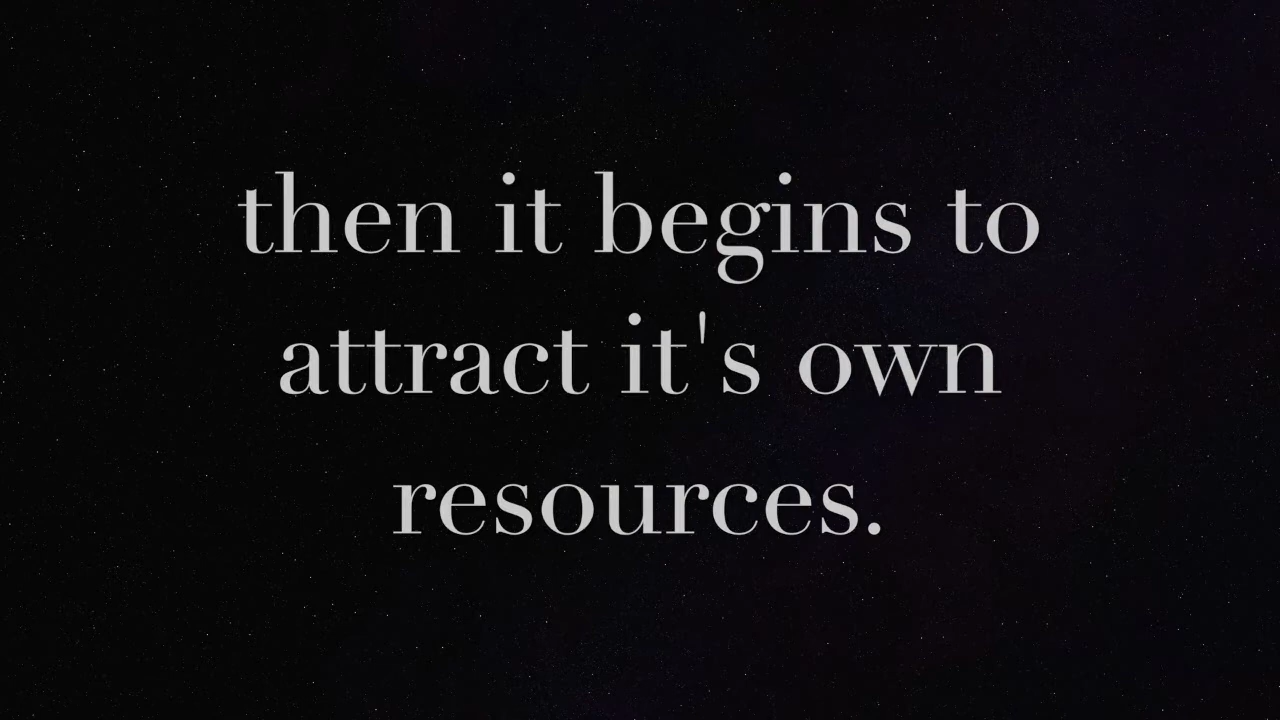 then it begins to
attract it's own
resources.